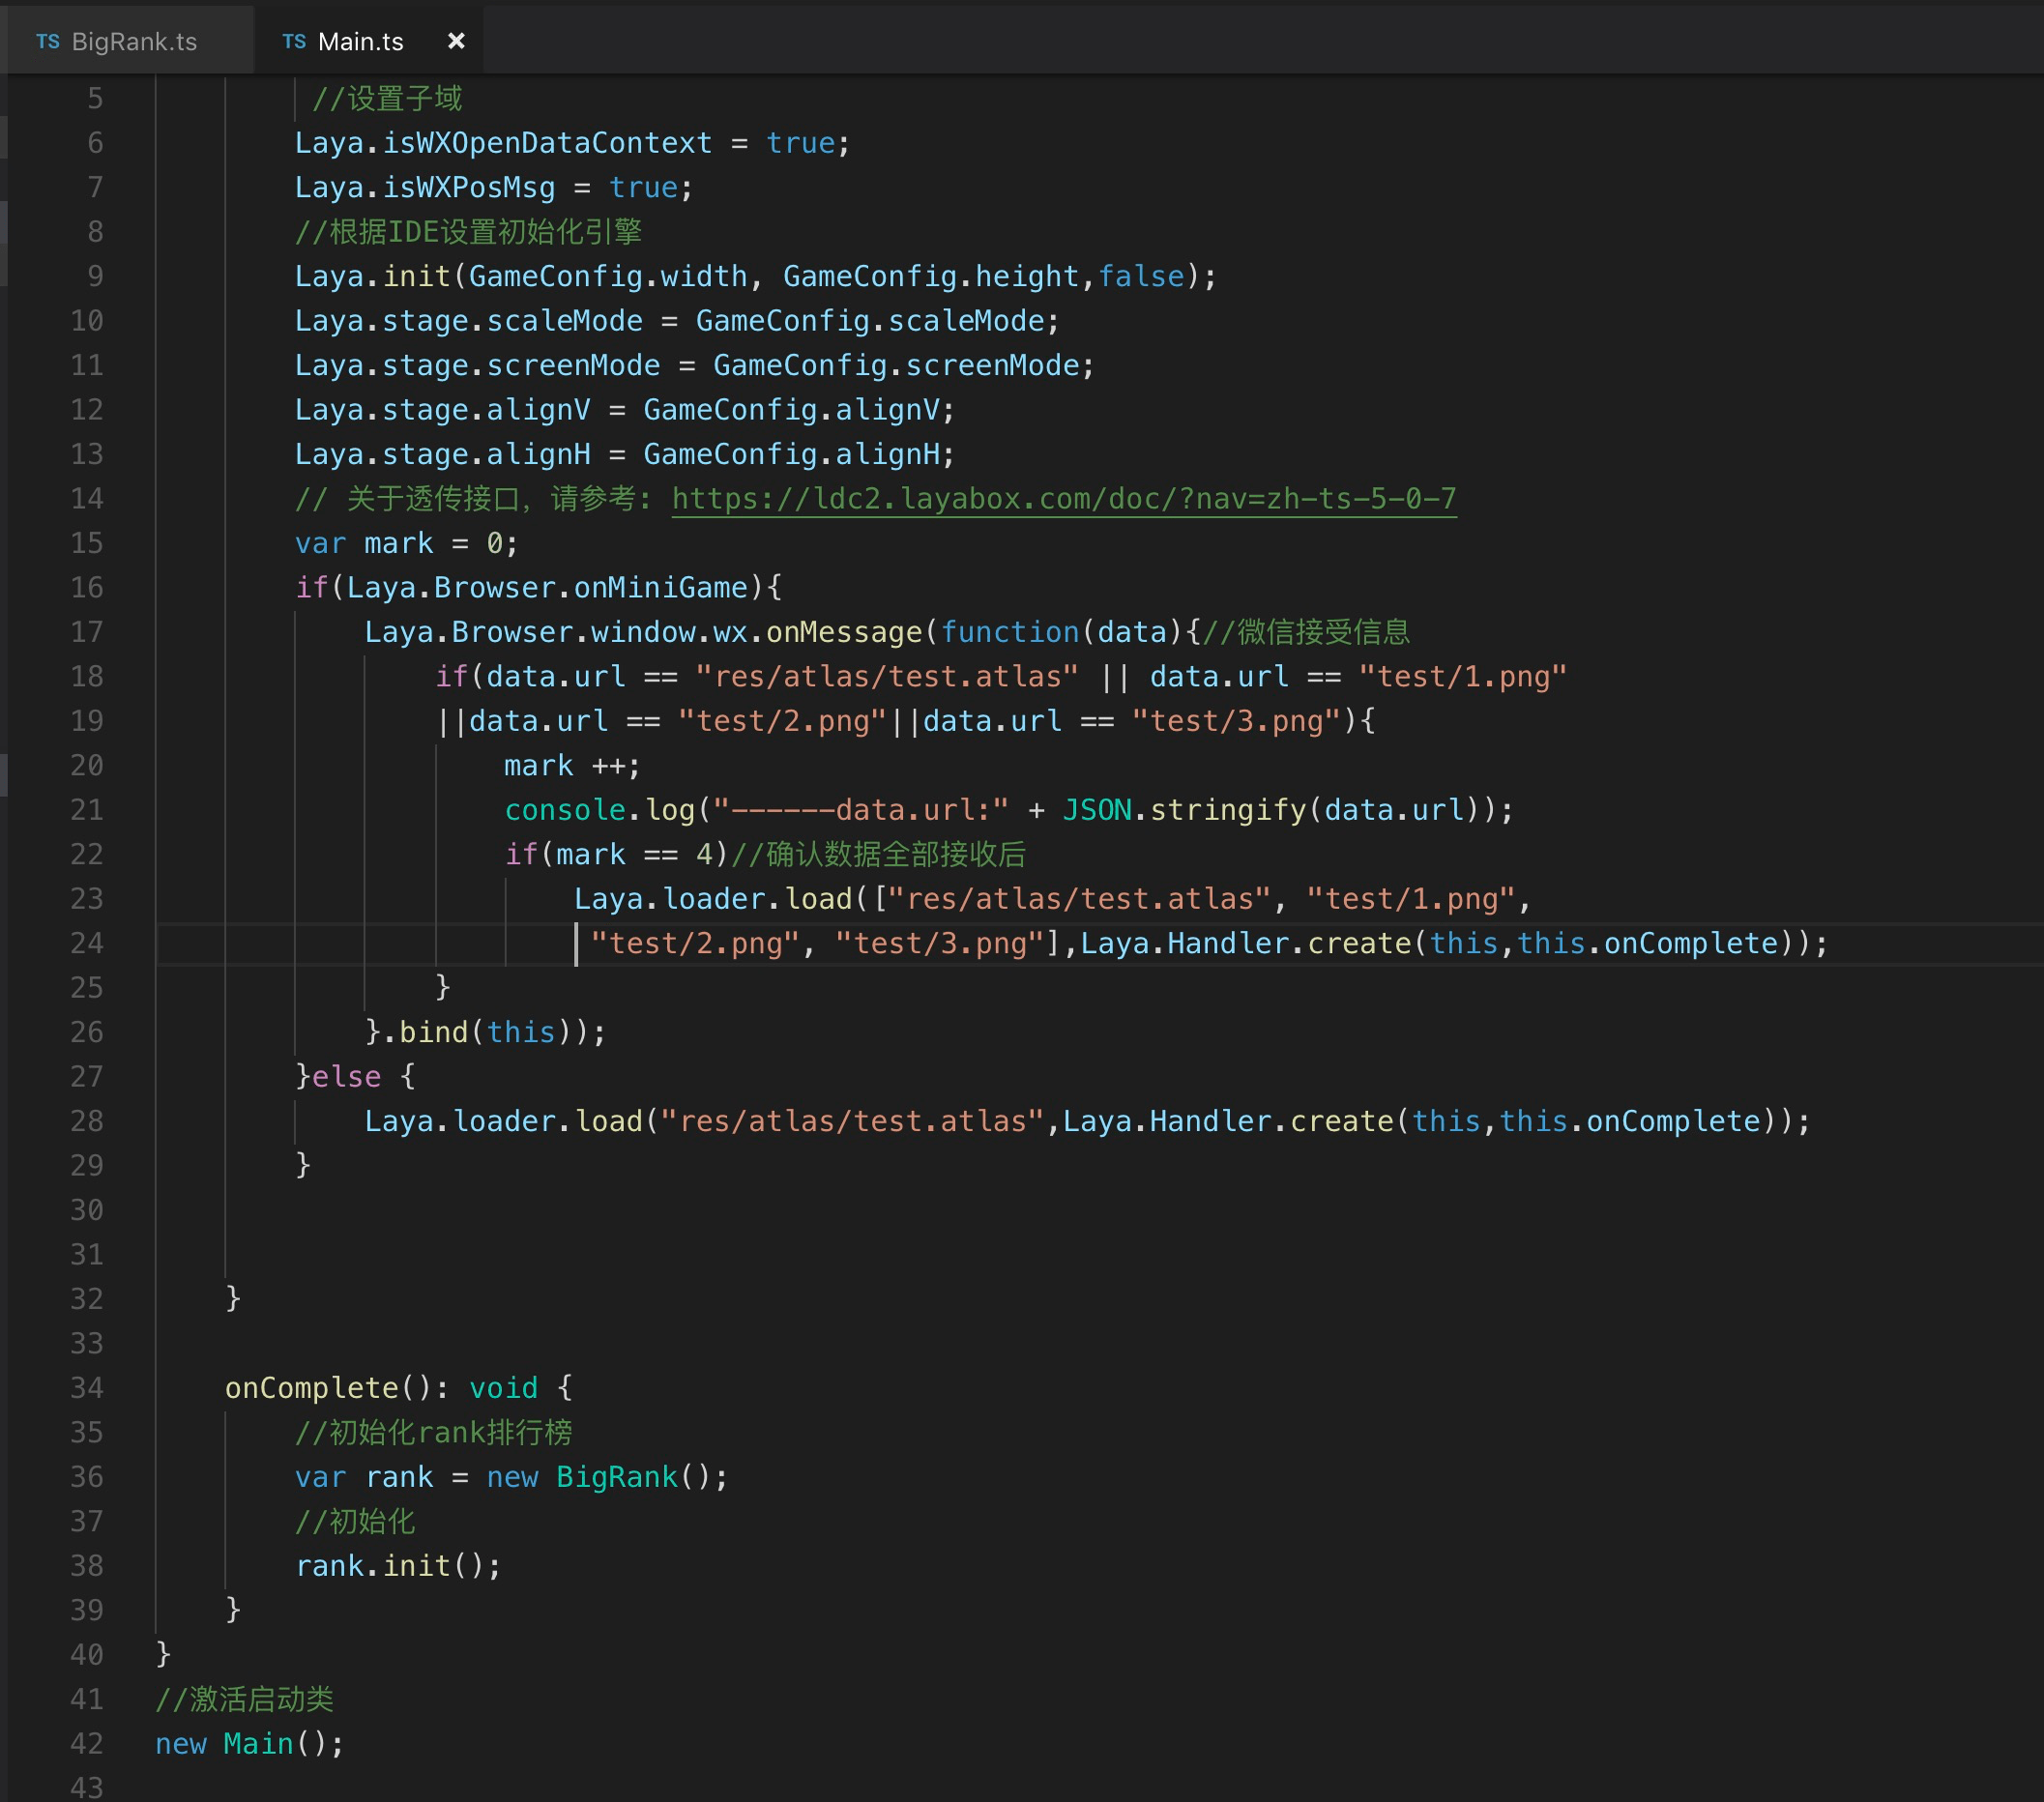 TS BigRank.ts TS Main.ts ×
5 //设置子域
6 Laya.isWXOpenDataContext = true;
7 Laya.isWXPosMsg = true;
8 //根据IDE设置初始化引擎
9 Laya.init(GameConfig.width, GameConfig.height,false);
10 Laya.stage.scaleMode = GameConfig.scaleMode;
11 Laya.stage.screenMode = GameConfig.screenMode;
12 Laya.stage.alignV = GameConfig.alignV;
13 Laya.stage.alignH = GameConfig.alignH;
14 // 关于透传接口，请参考: https://ldc2.layabox.com/doc/?nav=zh-ts-5-0-7
15 var mark = 0;
16 if(Laya.Browser.onMiniGame){
17 Laya.Browser.window.wx.onMessage(function(data){//微信接受信息
18 if(data.url == "res/atlas/test.atlas" || data.url == "test/1.png"
19 ||data.url == "test/2.png"||data.url == "test/3.png"){
20 mark ++;
21 console.log("------data.url:" + JSON.stringify(data.url));
22 if(mark == 4)//确认数据全部接收后
23 Laya.loader.load(["res/atlas/test.atlas", "test/1.png",
24 "test/2.png", "test/3.png"],Laya.Handler.create(this,this.onComplete));
25 }
26 }.bind(this));
27 }else {
28 Laya.loader.load("res/atlas/test.atlas",Laya.Handler.create(this,this.onComplete));
29 }
30
31
32 }
33
34 onComplete(): void {
35 //初始化rank排行榜
36 var rank = new BigRank();
37 //初始化
38 rank.init();
39 }
40 }
41 //激活启动类
42 new Main();
43